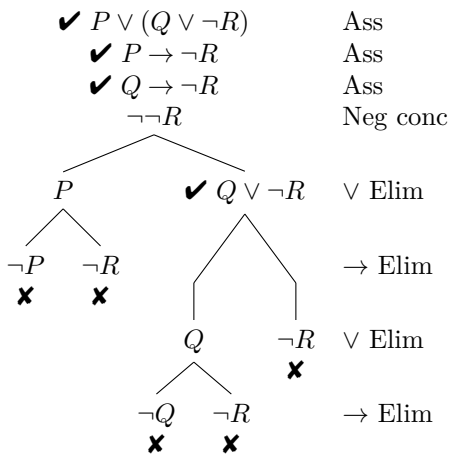 ✔ P ∨ (Q ∨ ¬R) Ass
✔ P → ¬R Ass
✔ Q → ¬R Ass
¬¬R Neg conc
P ✔ Q ∨ ¬R ∨ Elim
¬P ¬R → Elim
✘ ✘
Q ¬R ∨ Elim
✘
¬Q ¬R → Elim
✘ ✘